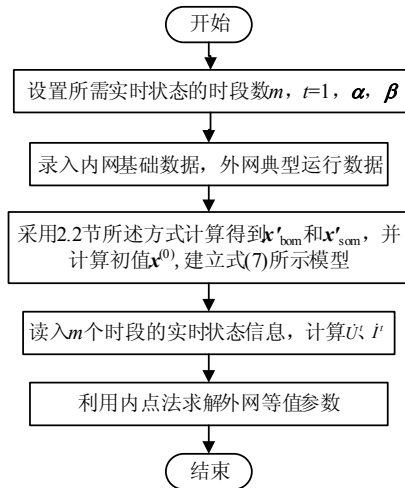 开始
设置所需实时状态的时段数m，t=1，α，β
录入内网基础数据，外网典型运行数据
采用2.2节所述方式计算得到x′bom和x′som，并
计算初值x(0), 建立式(7)所示模型
读入m个时段的实时状态信息，计算U̇t、İt
利用内点法求解外网等值参数
结束